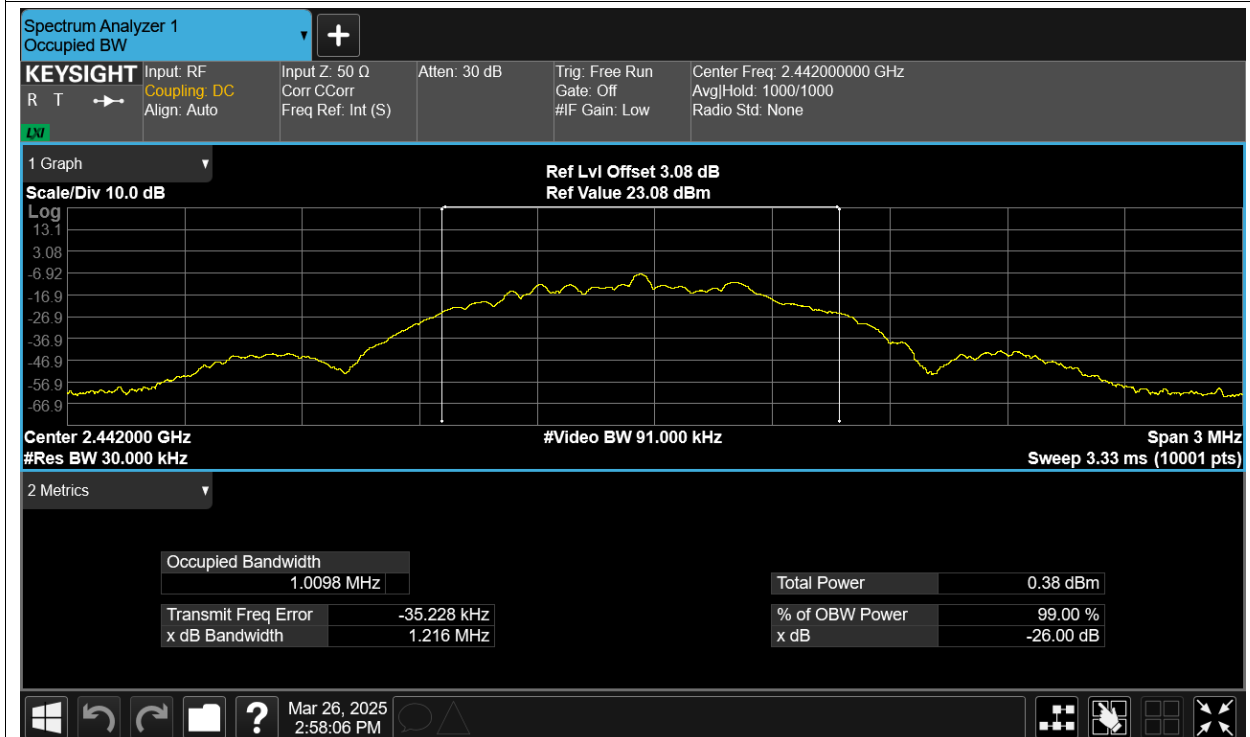 Spectrum Analyzer 1
Occupied BW
KEYSIGHT
R T
LXI
Input: RF
Coupling: DC
Align: Auto
Input Z: 50 Ω
Corr CCorr
Freq Ref: Int (S)
Atten: 30 dB
Trig: Free Run
Gate: Off
#IF Gain: Low
Center Freq: 2.442000000 GHz
Avg|Hold: 1000/1000
Radio Std: None
1 Graph
Scale/Div 10.0 dB
Ref Lvl Offset 3.08 dB
Ref Value 23.08 dBm
Log
13.1
3.08
-6.92
-16.9
-26.9
-36.9
-46.9
-56.9
-66.9
Center 2.442000 GHz
#Video BW 91.000 kHz
Span 3 MHz
#Res BW 30.000 kHz
Sweep 3.33 ms (10001 pts)
2 Metrics
Occupied Bandwidth
1.0098 MHz
Total Power 0.38 dBm
Transmit Freq Error -35.228 kHz
% of OBW Power 99.00 %
x dB Bandwidth 1.216 MHz
x dB -26.00 dB
?
Mar 26, 2025
2:58:06 PM